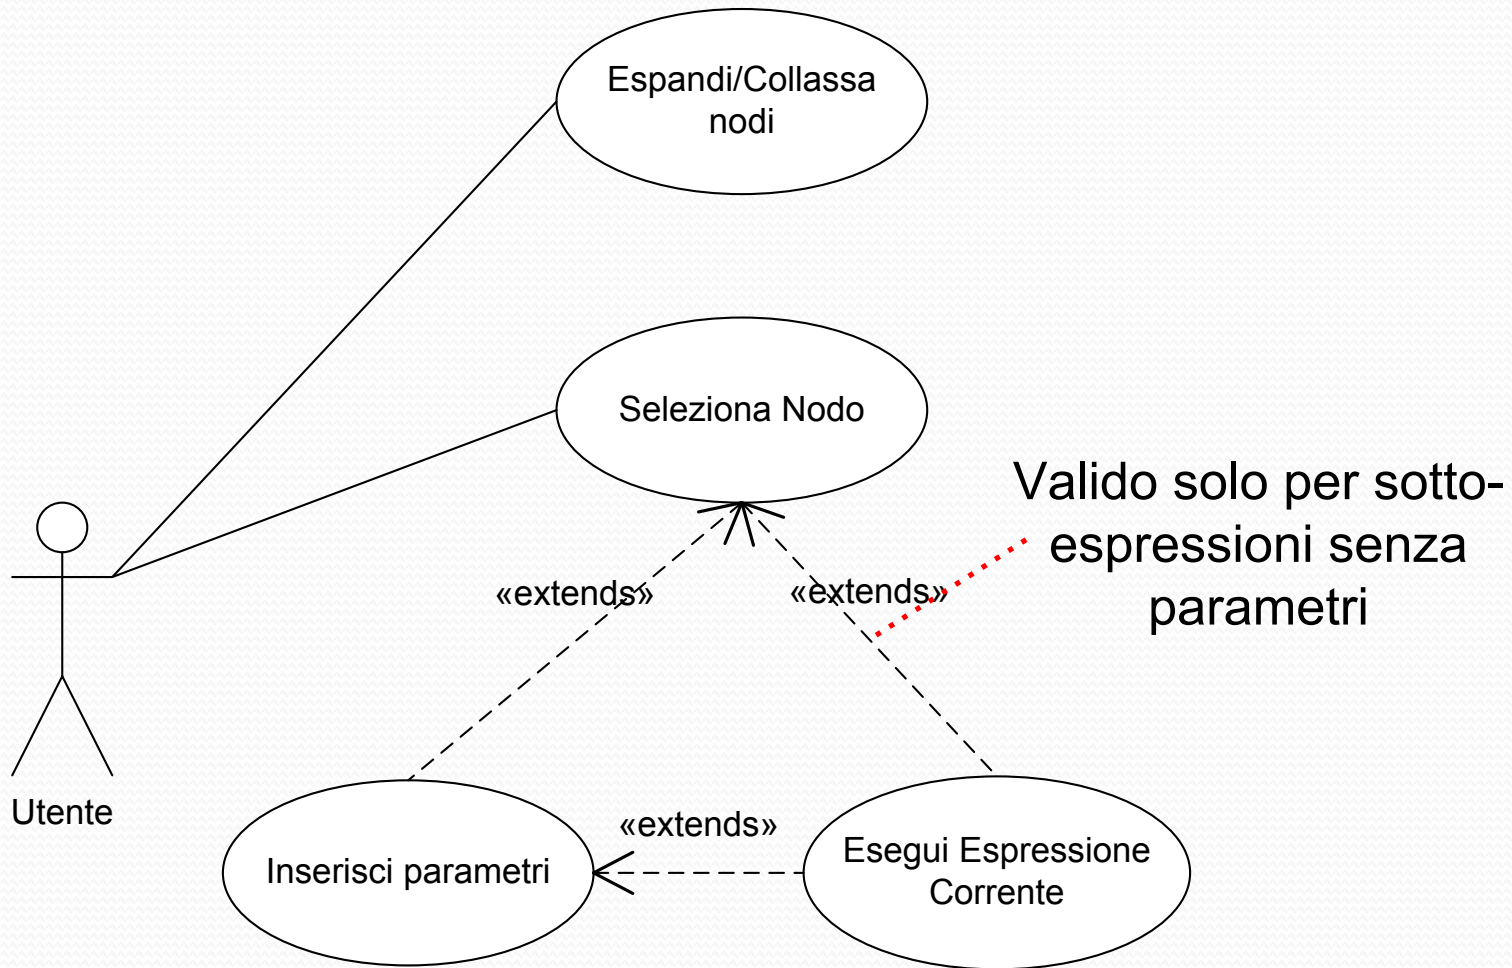 Espandi/Collassa
nodi
Seleziona Nodo
Valido solo per sotto-
espressioni senza
parametri
«extends»
«extends»
Utente
«extends»
Inserisci parametri
Esegui Espressione
Corrente